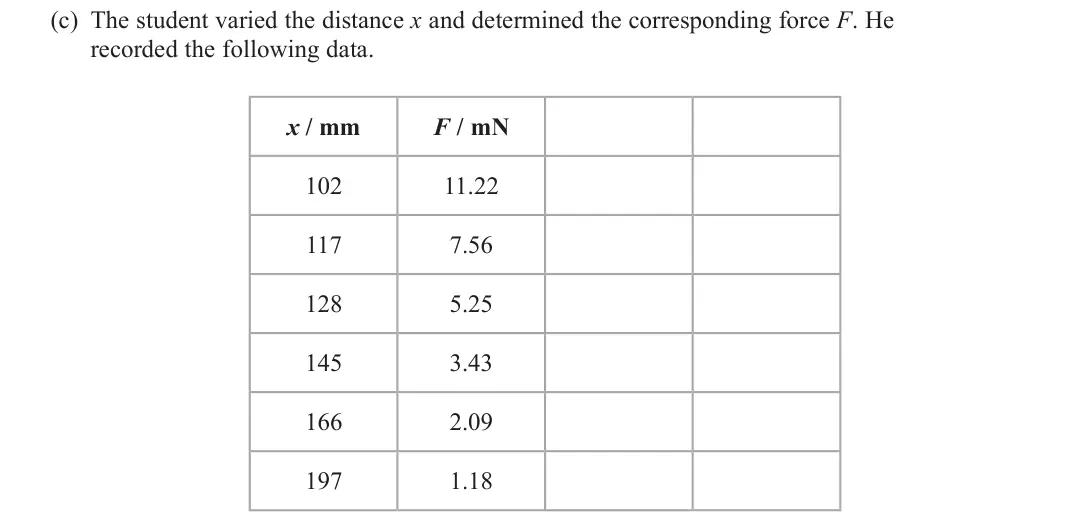 (c) The student varied the distance x and determined the corresponding force F. He
recorded the following data.
x / mm F / mN
102 11.22
117 7.56
128 5.25
145 3.43
166 2.09
197 1.18